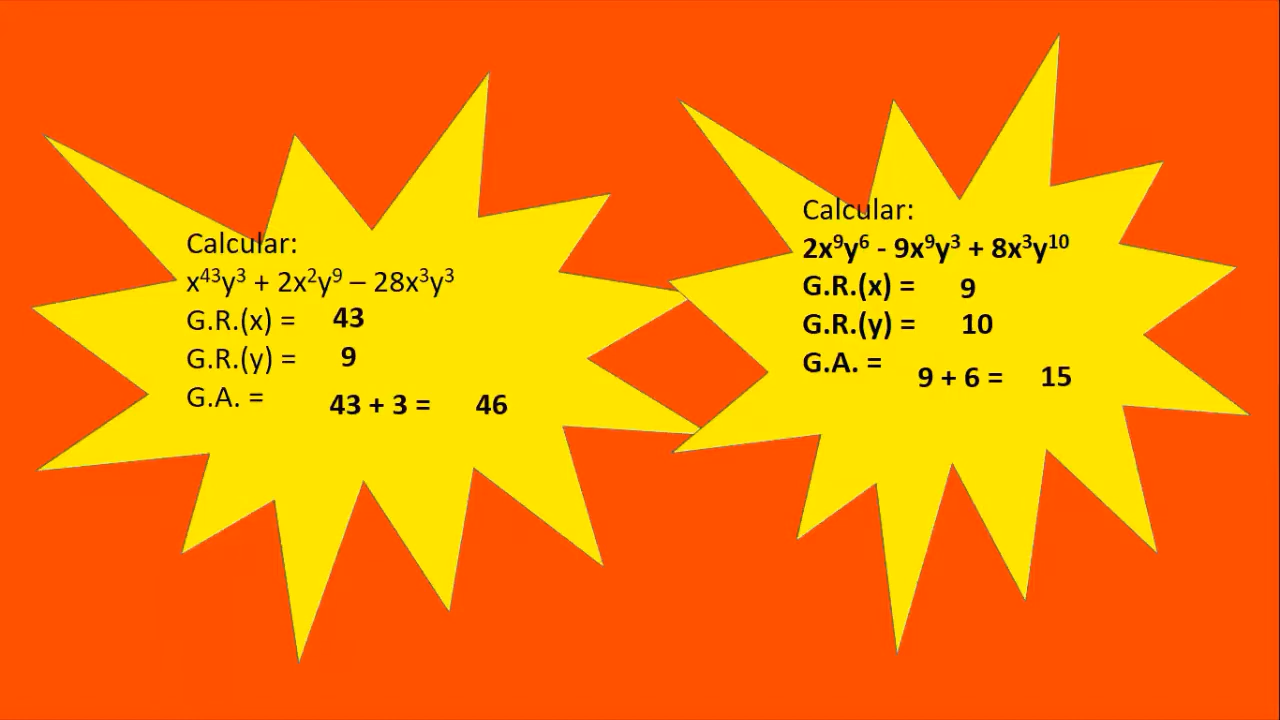 Calcular:
x⁴³y³ + 2x²y⁹ – 28x³y³
G.R.(x) = 43
G.R.(y) = 9
G.A. = 43 + 3 = 46
Calcular:
2x⁹y⁶ - 9x⁹y³ + 8x³y¹⁰
G.R.(x) = 9
G.R.(y) = 10
G.A. = 9 + 6 = 15